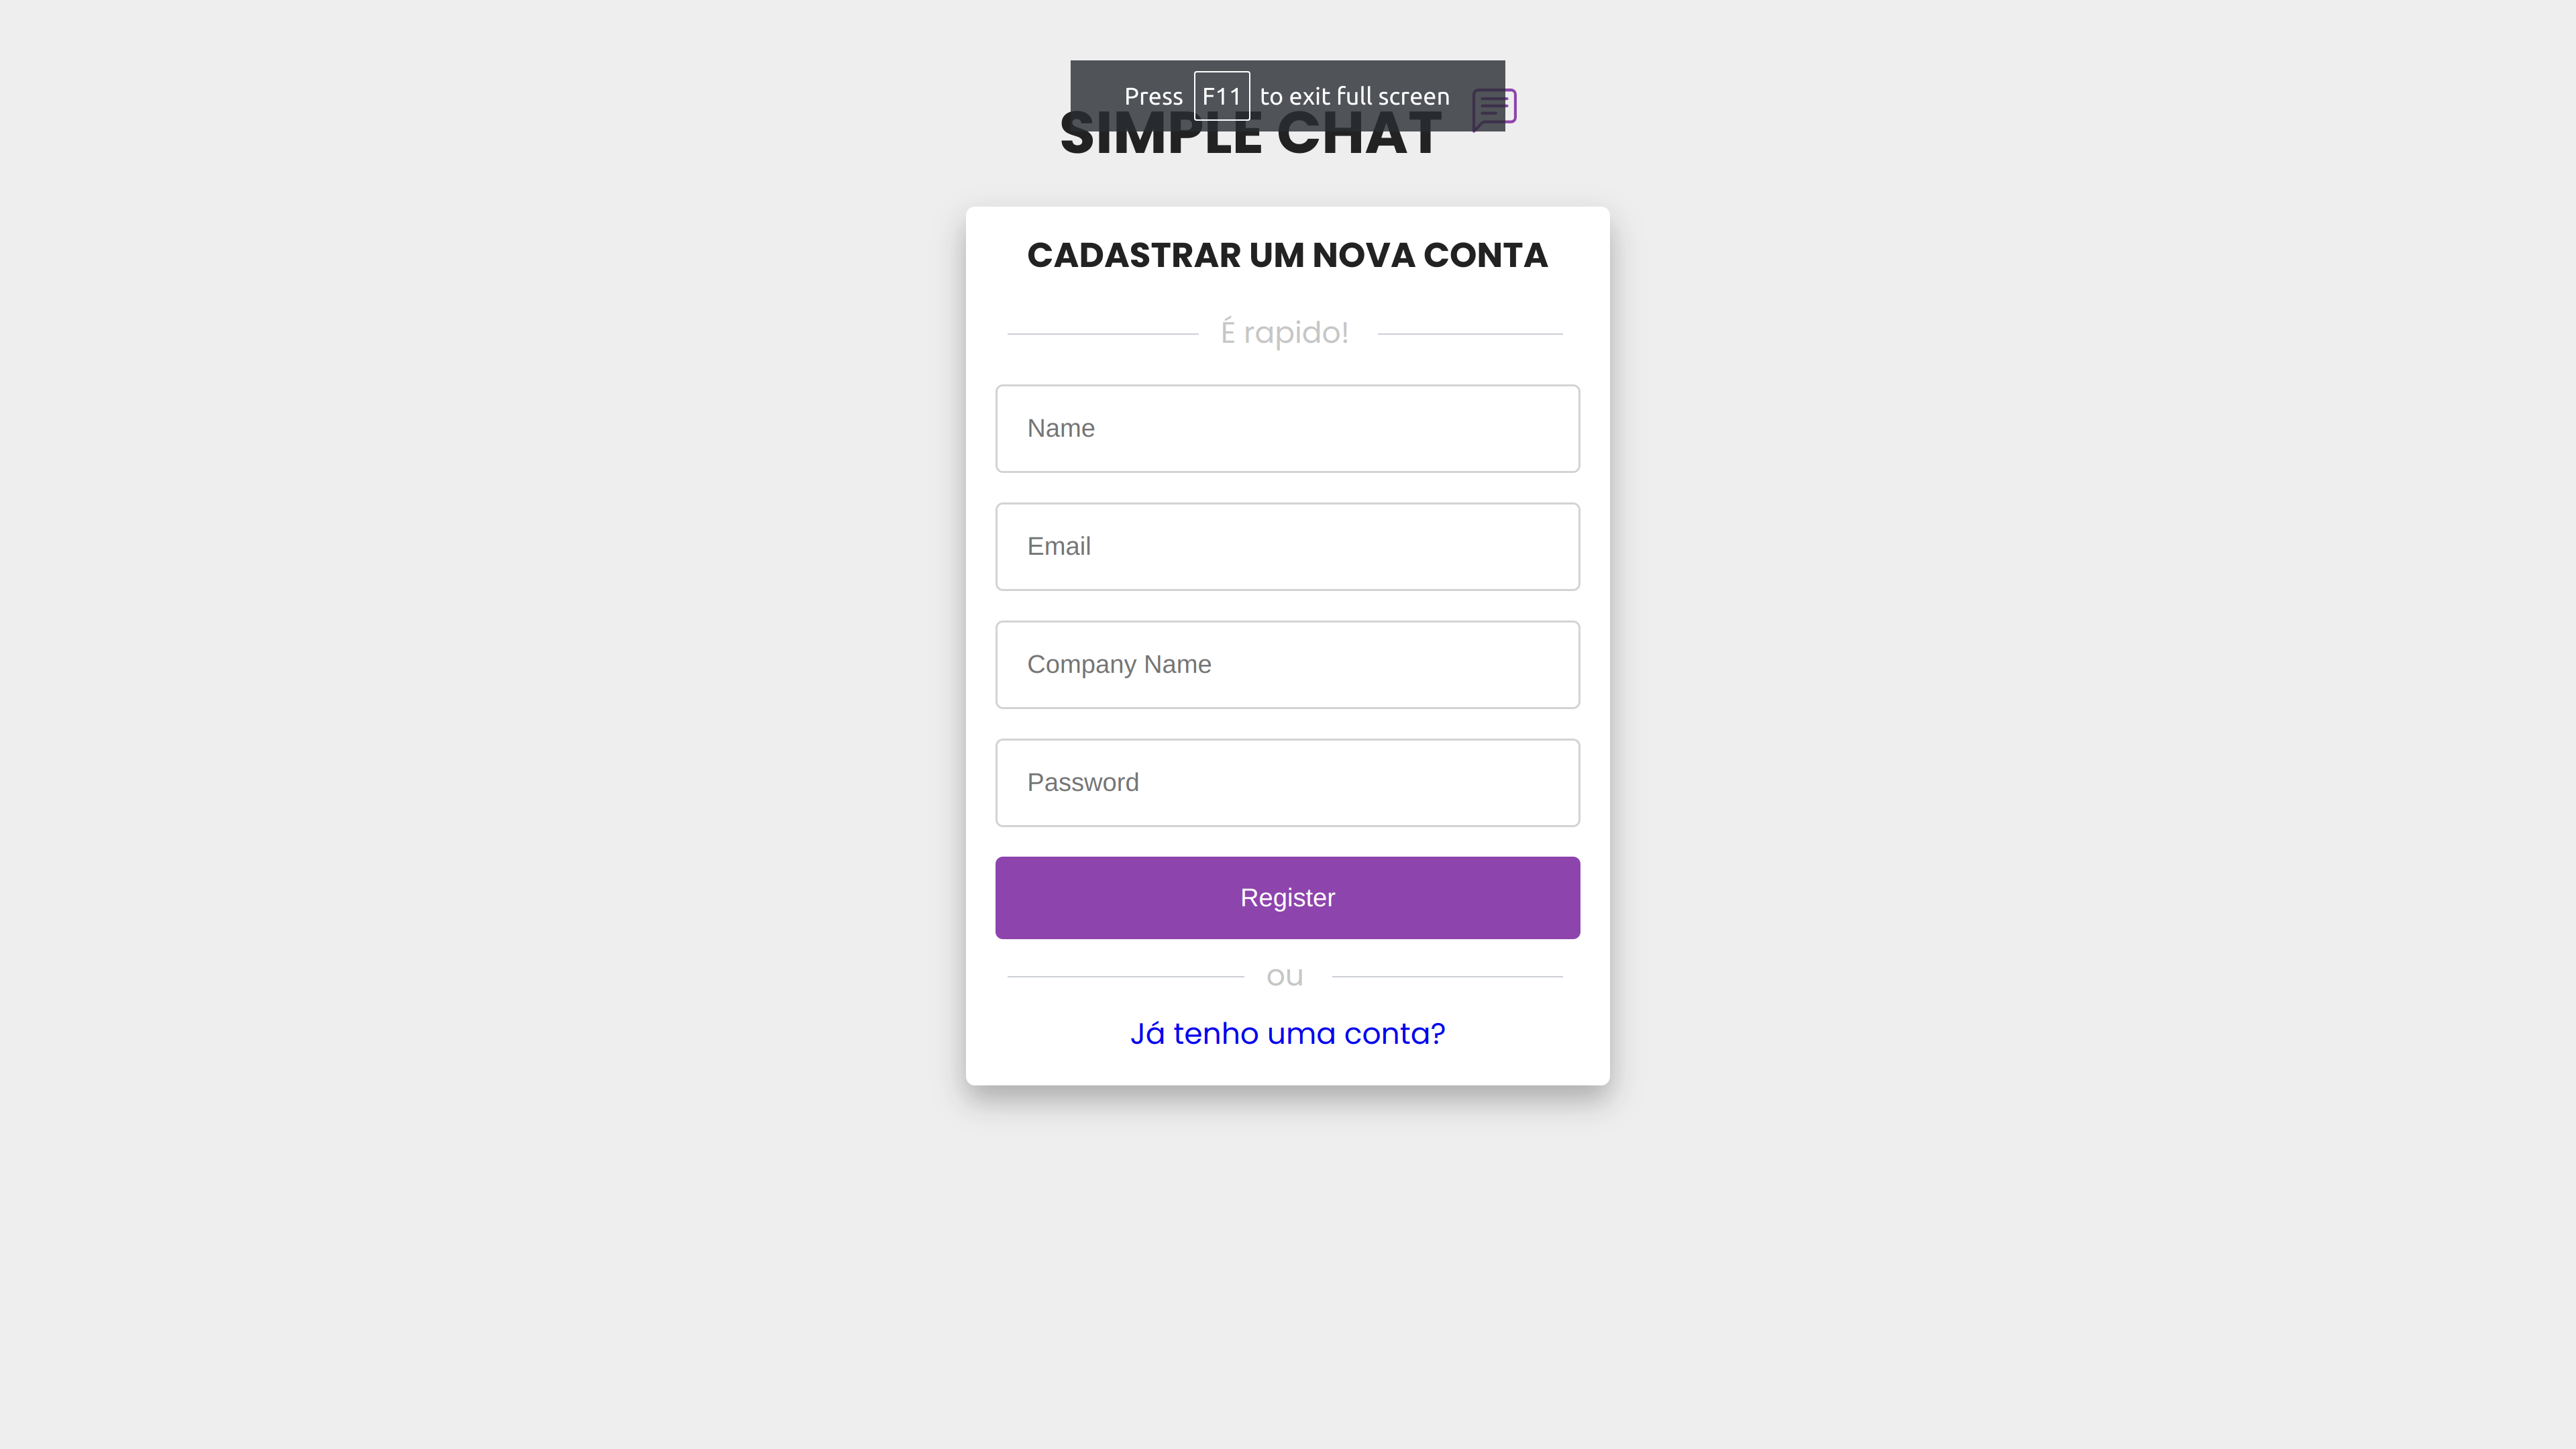 Press F11 to exit full screen
SIMPLE CHAT
CADASTRAR UM NOVA CONTA
É rapido!
Name
Email
Company Name
Password
Register
ou
Já tenho uma conta?